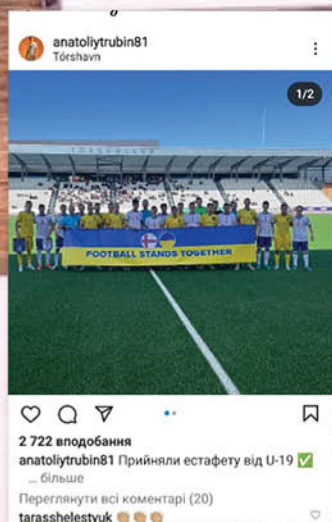 anatoliytrubin81
Tórshavn
1/2
TÓRSVØLLUR
FOOTBALL STANDS TOGETHER
2 722 вподобання
anatoliytrubin81 Прийняли естафету від U-19 ✅
... більше
Переглянути всі коментарі (20)
tarasshelestyuk 👏🏼👏🏼👏🏼